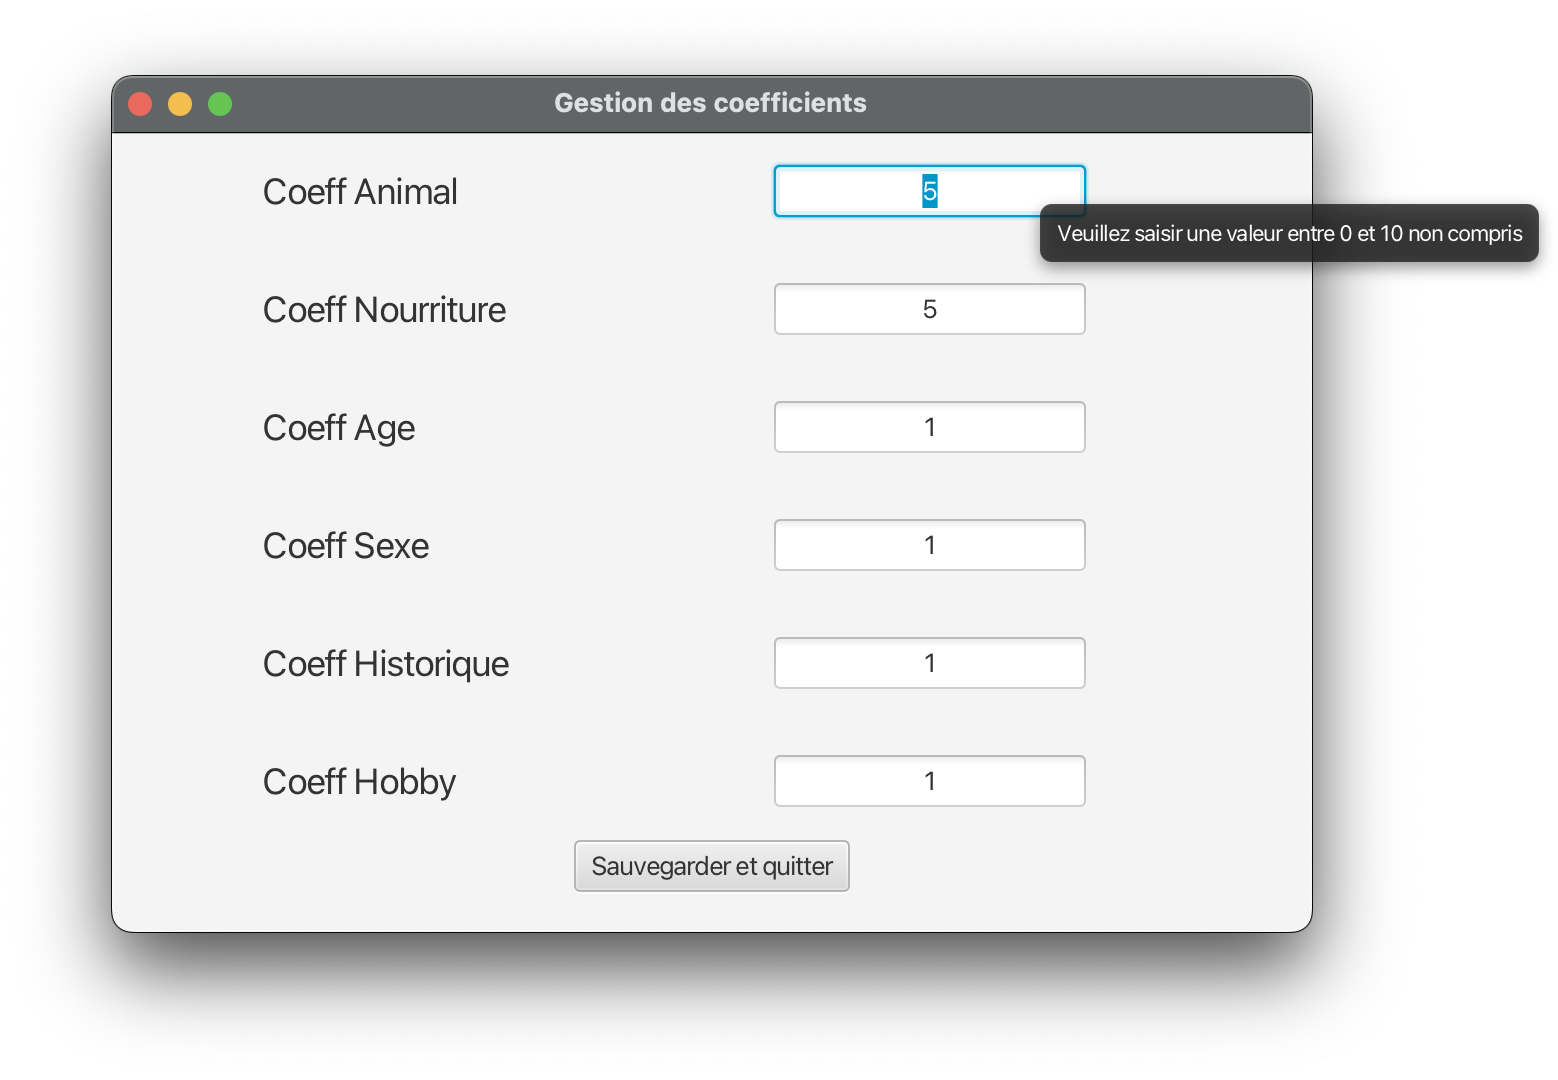 Gestion des coefficients
Coeff Animal
5
Veuillez saisir une valeur entre 0 et 10 non compris
Coeff Nourriture
5
Coeff Age
1
Coeff Sexe
1
Coeff Historique
1
Coeff Hobby
1
Sauvegarder et quitter